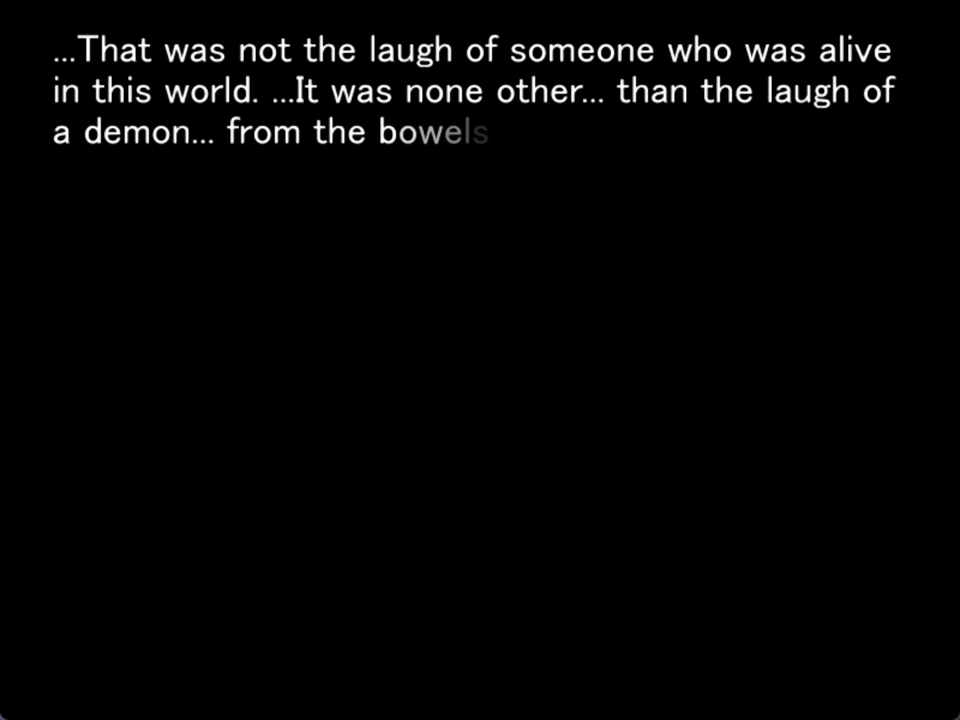 ...That was not the laugh of someone who was alive
in this world. ...It was none other... than the laugh of
a demon... from the bowels